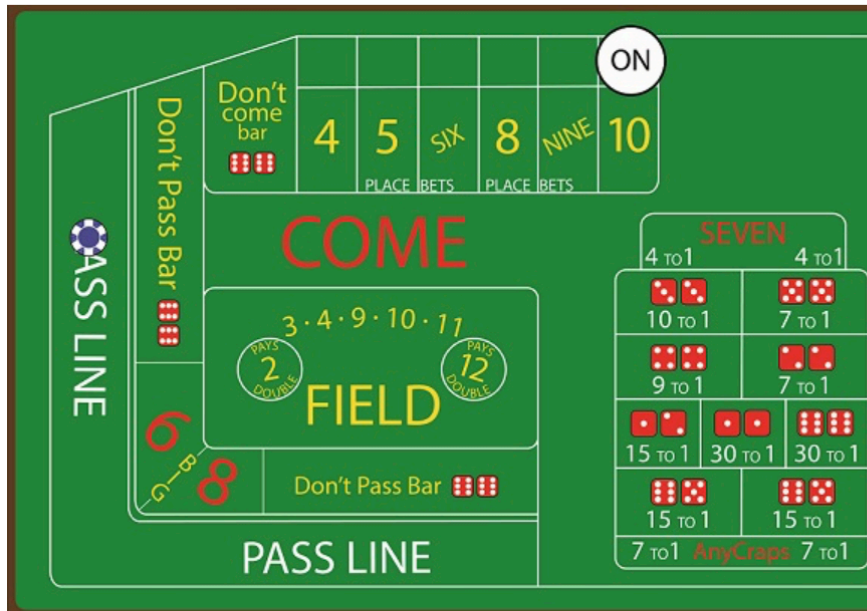 ON
Don't
come
bar
4
5
SIX
8
NINE
10
PLACE BETS
PLACE BETS
Don't Pass Bar
COME
ASS LINE
3 · 4 · 9 · 10 · 11
PAYS
2
DOUBLE
PAYS
12
DOUBLE
FIELD
6
8
BIG
Don't Pass Bar
PASS LINE
SEVEN
4 TO 1
4 TO 1
10 TO 1
7 TO 1
9 TO 1
7 TO 1
15 TO 1
30 TO 1
30 TO 1
15 TO 1
15 TO 1
7 TO 1 AnyCraps 7 TO 1